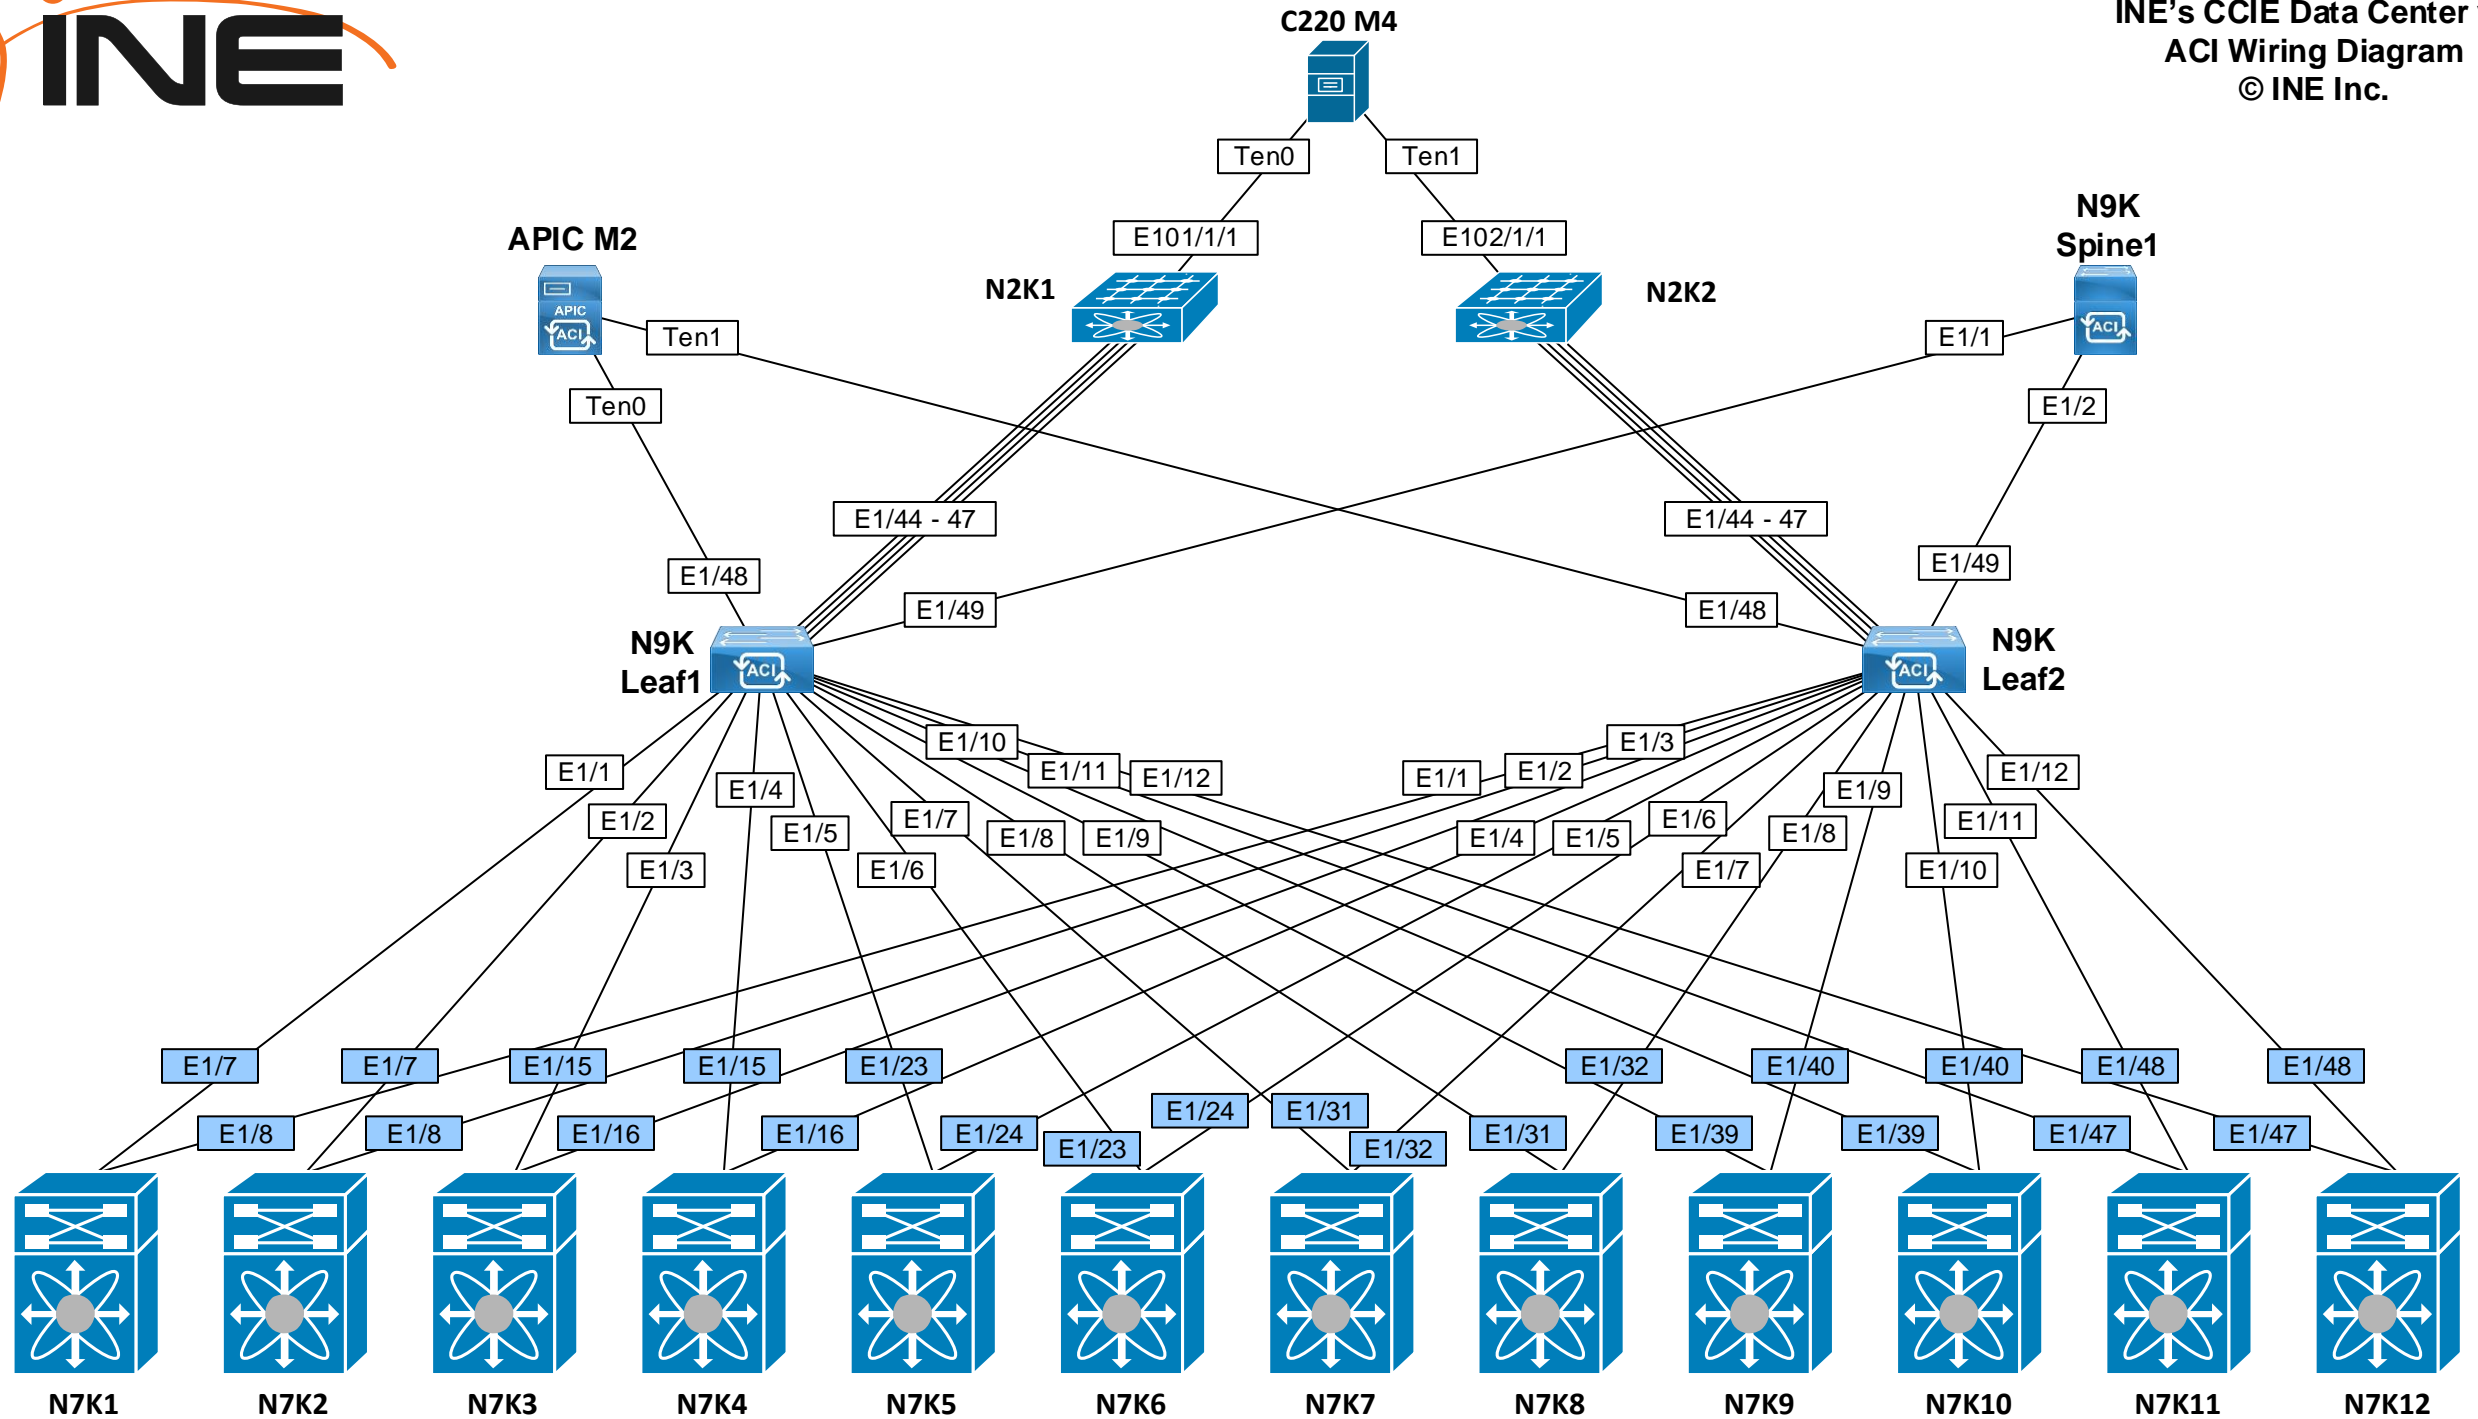 INE
C220 M4
INE's CCIE Data Center
ACI Wiring Diagram
© INE Inc.
Ten0
Ten1
N9K
Spine1
APIC M2
E101/1/1
E102/1/1
N2K1
N2K2
APIC
ACI
ACI
Ten1
E1/1
Ten0
E1/2
E1/44 - 47
E1/44 - 47
E1/48
E1/49
E1/49
E1/48
N9K
Leaf1
ACI
ACI
N9K
Leaf2
E1/10
E1/3
E1/1
E1/11
E1/12
E1/1
E1/2
E1/12
E1/4
E1/9
E1/2
E1/5
E1/7
E1/8
E1/9
E1/4
E1/5
E1/6
E1/8
E1/11
E1/3
E1/6
E1/7
E1/10
E1/7
E1/7
E1/15
E1/15
E1/23
E1/32
E1/40
E1/40
E1/48
E1/48
E1/24
E1/31
E1/8
E1/8
E1/16
E1/16
E1/24
E1/23
E1/32
E1/31
E1/39
E1/39
E1/47
E1/47
N7K1
N7K2
N7K3
N7K4
N7K5
N7K6
N7K7
N7K8
N7K9
N7K10
N7K11
N7K12